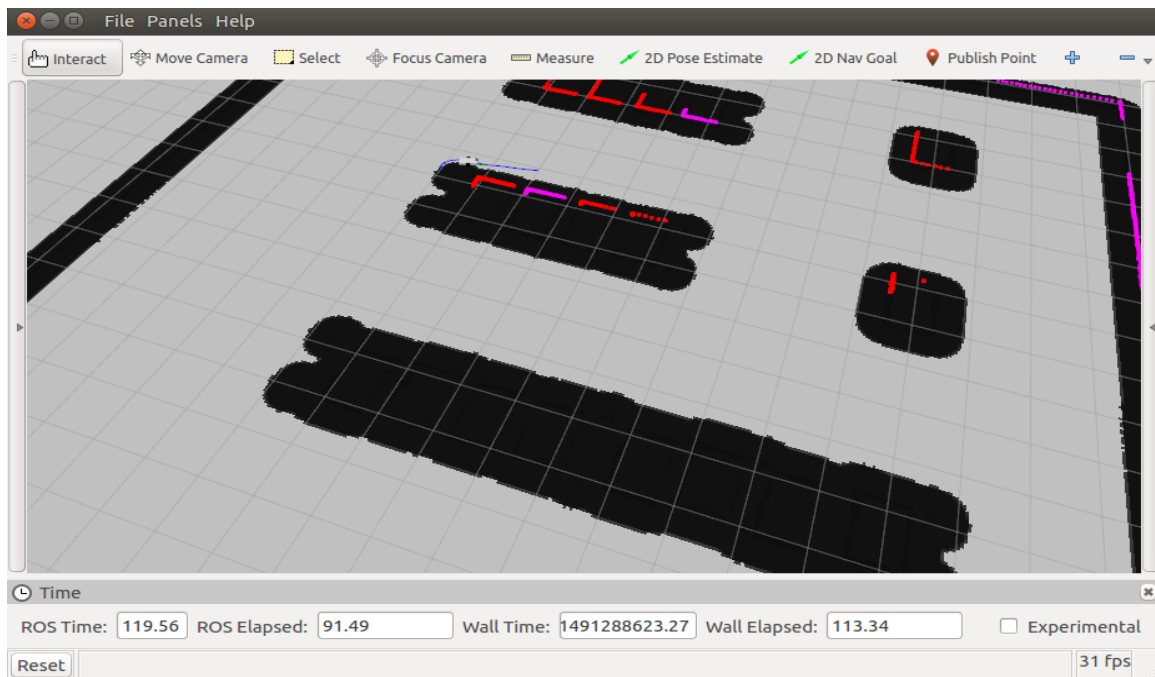 File Panels Help
Interact Move Camera Select Focus Camera Measure 2D Pose Estimate 2D Nav Goal Publish Point
Time
ROS Time: 119.56 ROS Elapsed: 91.49 Wall Time: 1491288623.27 Wall Elapsed: 113.34 Experimental
Reset 31 fps